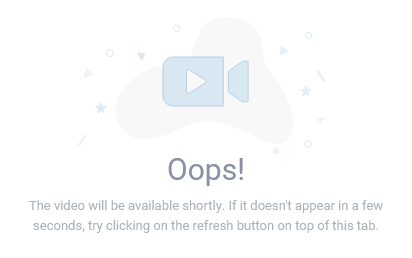 Oops!
The video will be available shortly. If it doesn't appear in a few
seconds, try clicking on the refresh button on top of this tab.